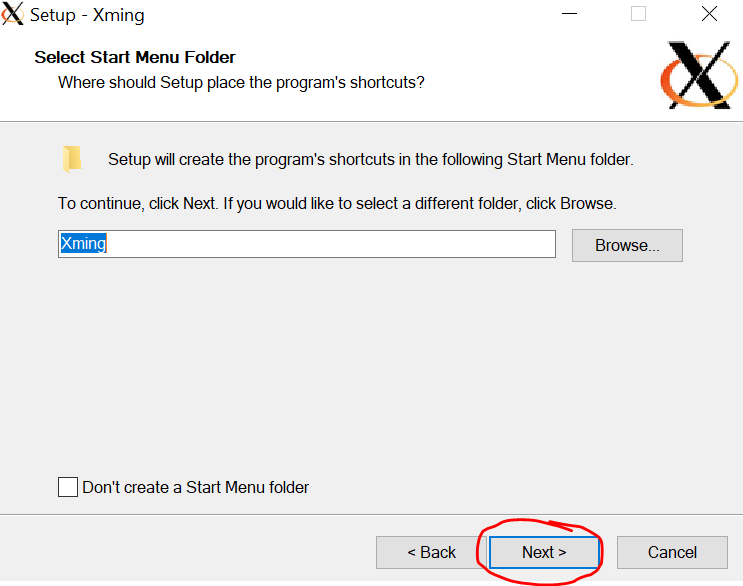 Setup - Xming
Select Start Menu Folder
Where should Setup place the program's shortcuts?
Setup will create the program's shortcuts in the following Start Menu folder.
To continue, click Next. If you would like to select a different folder, click Browse.
Xming
Browse...
Don't create a Start Menu folder
< Back
Next >
Cancel